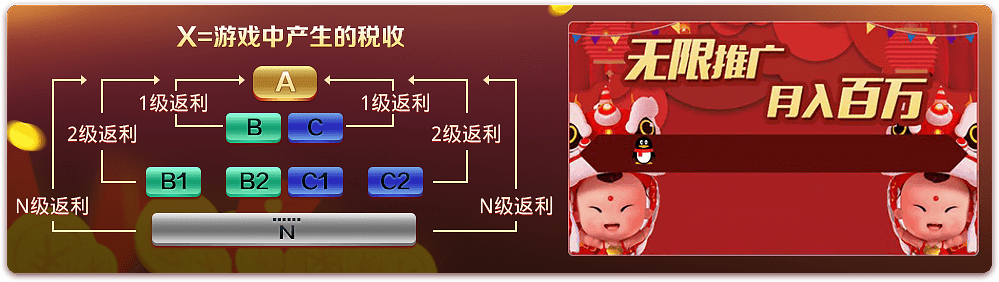 X=游戏中产生的税收
A
1级返利
1级返利
B
C
2级返利
2级返利
B1
B2
C1
C2
N级返利
N级返利
......
N
无限推广
月入百万